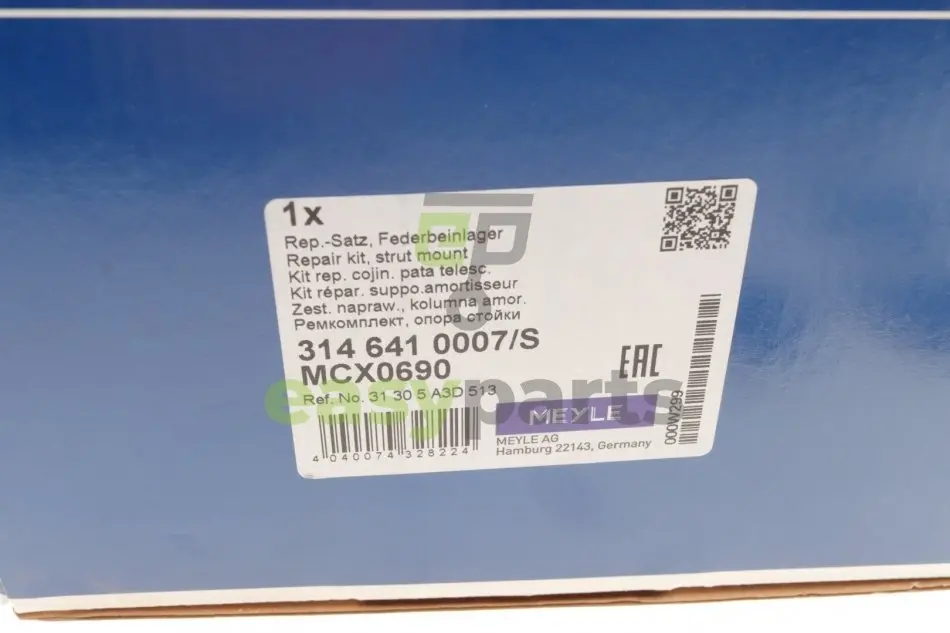 1x
Rep.-Satz, Federbeinlager
Repair kit, strut mount
Kit rep. cojin. pata telesc.
Kit répar. suppo.amortisseur
Zest. napraw., kolumna amor.
Ремкомплект, опора стойки
314 641 0007/S
MCX0690
Ref. No. 31 30 5 A3D 513
EAC
MEYLE
MEYLE AG
Hamburg 22143, Germany
4 040074 328224
000W299
easyparts